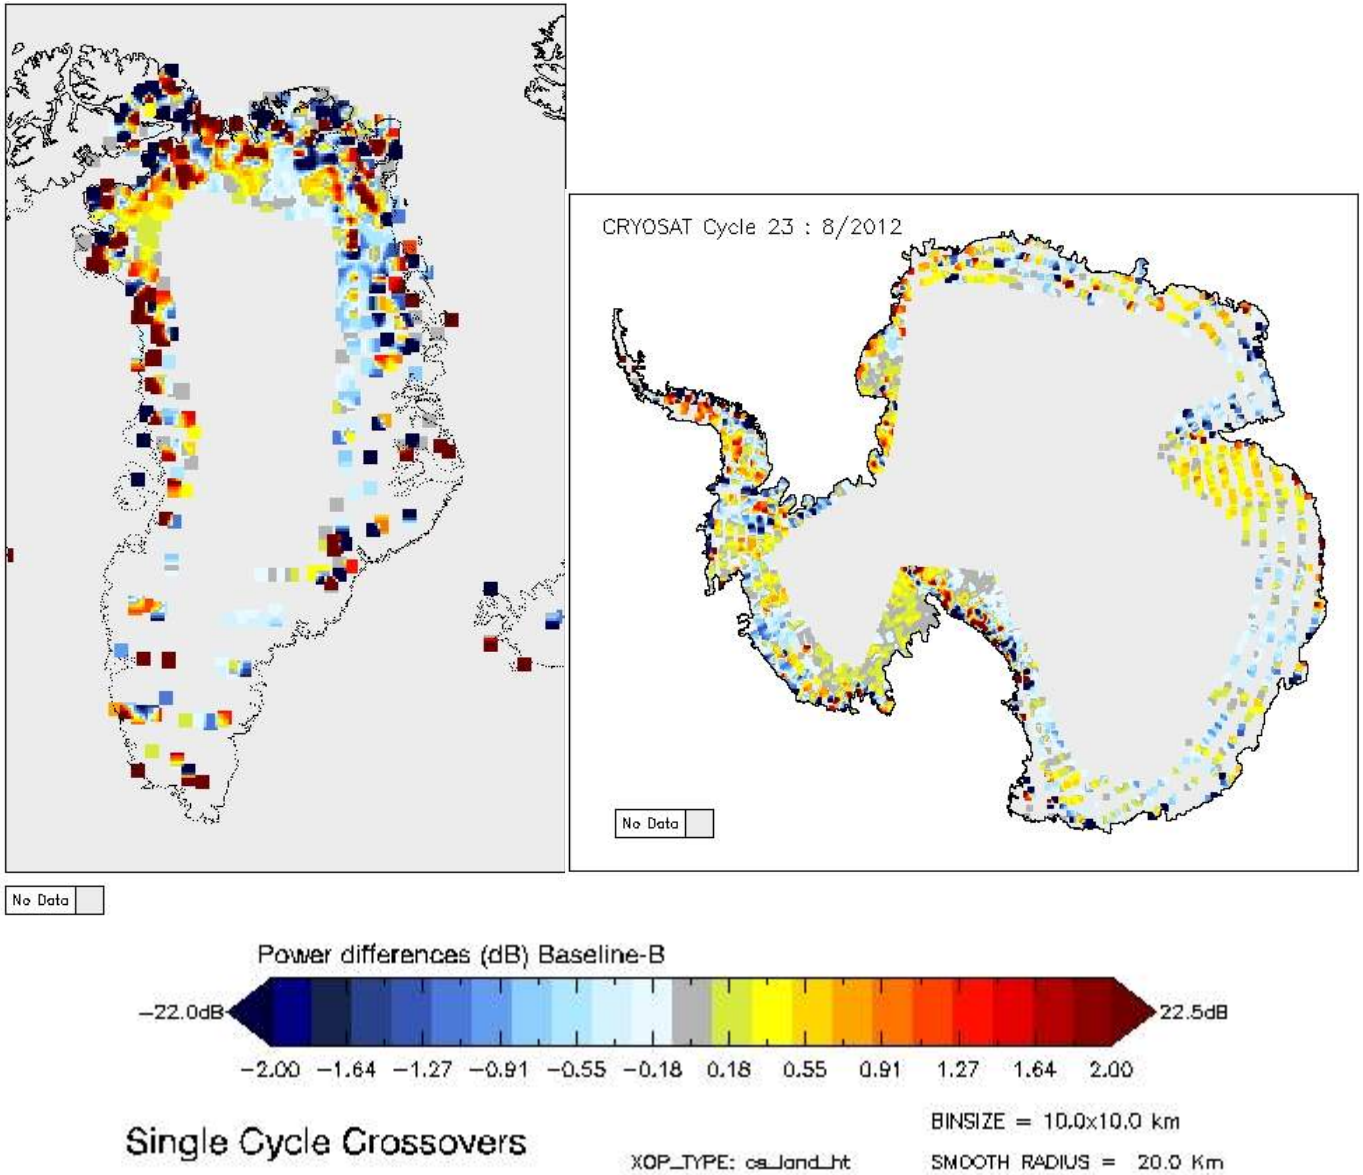 CRYOSAT Cycle 23 : 8/2012
No Data
No Data
Power differences (dB) Baseline-B
-22.0dB
22.5dB
-2.00 -1.64 -1.27 -0.91 -0.55 -0.18 0.18 0.55 0.91 1.27 1.64 2.00
BINSIZE = 10.0x10.0 km
Single Cycle Crossovers
XOP_TYPE: cs_land_ht
SMOOTH RADIUS = 20.0 Km